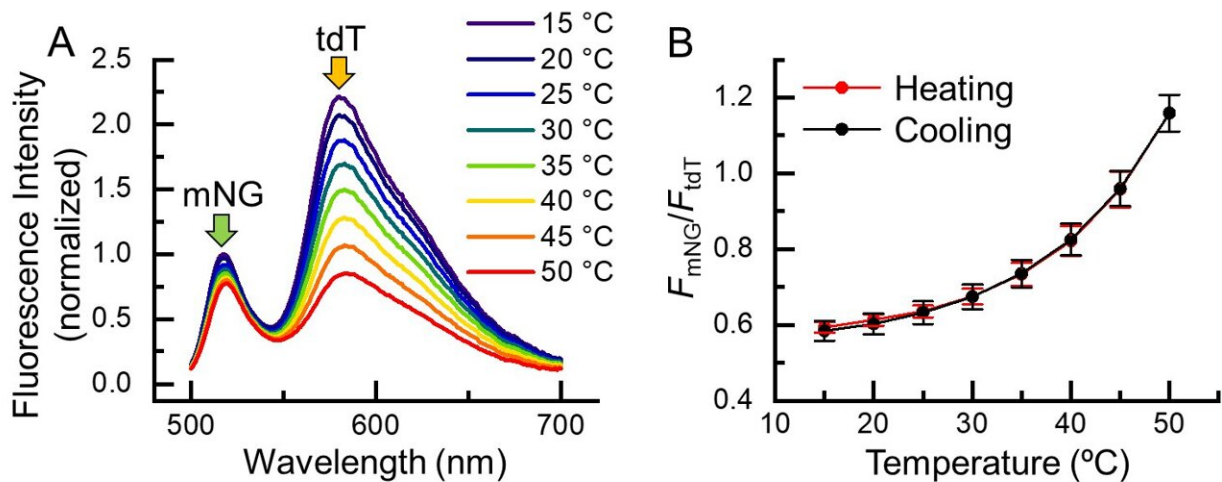 A
Fluorescence Intensity
(normalized)
2.5
2.0
1.5
1.0
0.5
0.0
mNG
tdT
15 °C
20 °C
25 °C
30 °C
35 °C
40 °C
45 °C
50 °C
500
600
700
Wavelength (nm)
B
F_mNG/F_tdT
1.2
1.0
0.8
0.6
0.4
Heating
Cooling
10
20
30
40
50
Temperature (ºC)